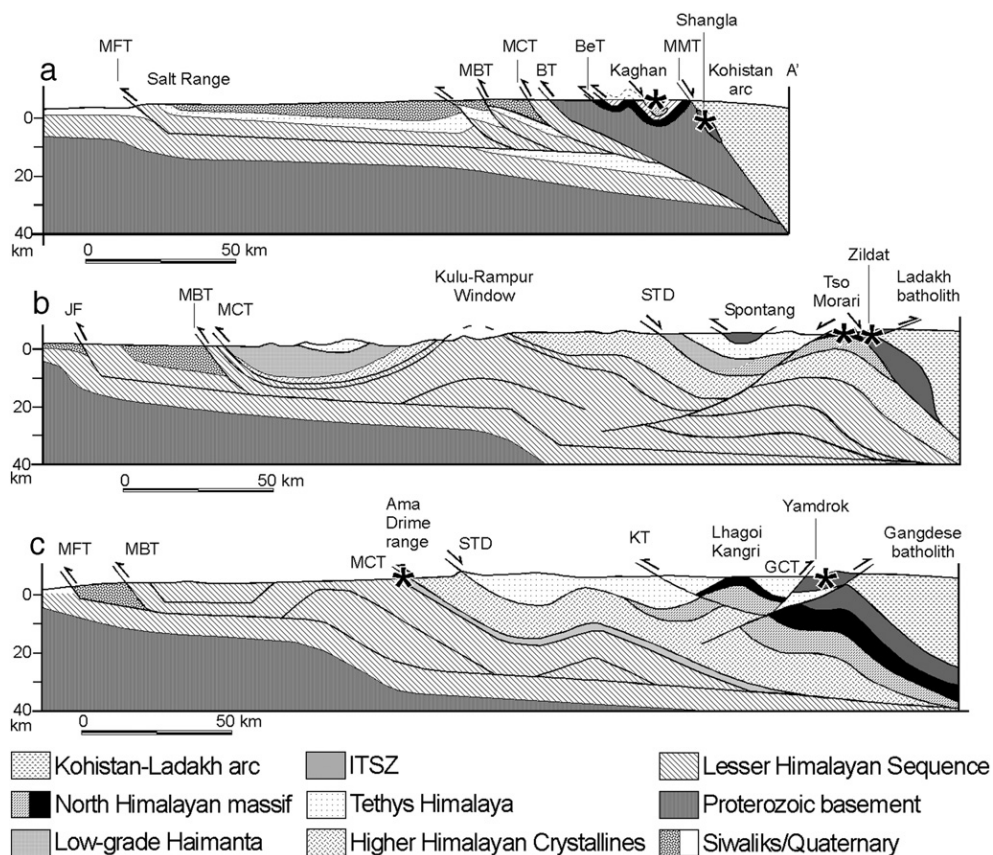 a
MFT
Salt Range
MBT
MCT
BT
BeT
Kaghan
MMT
Shangla
Kohistan
arc
A'
0
20
40
km
0 50 km
b
JF
MBT
MCT
Kulu-Rampur
Window
STD
Spontang
Tso
Morari
Zildat
Ladakh
batholith
0
20
40
km
0 50 km
c
MFT
MBT
MCT
Ama
Drime
range
STD
KT
Lhagoi
Kangri
GCT
Yamdrok
Gangdese
batholith
0
20
40
km
0 50 km
Kohistan-Ladakh arc
ITSZ
Lesser Himalayan Sequence
North Himalayan massif
Tethys Himalaya
Proterozoic basement
Low-grade Haimanta
Higher Himalayan Crystallines
Siwaliks/Quaternary